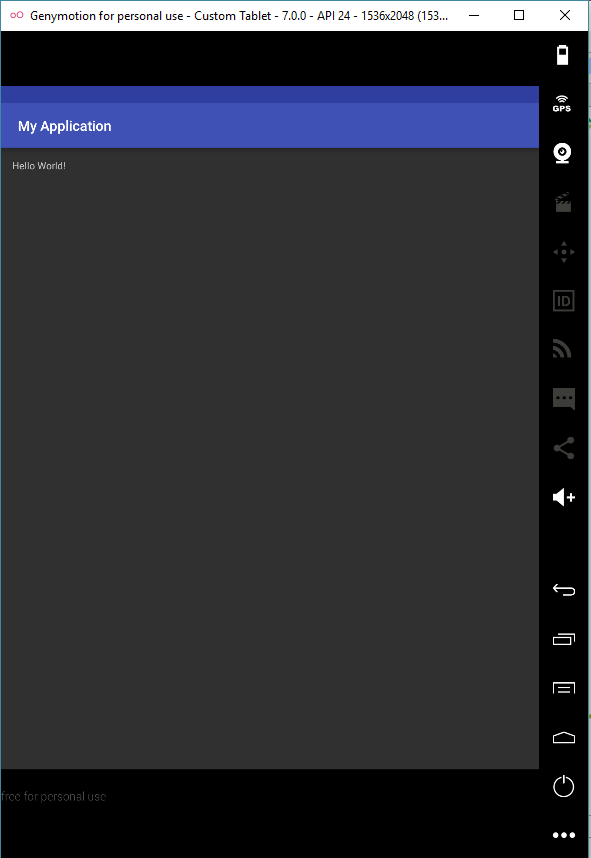 Genymotion for personal use - Custom Tablet - 7.0.0 - API 24 - 1536x2048 (153...
GPS
My Application
Hello World!
ID
free for personal use